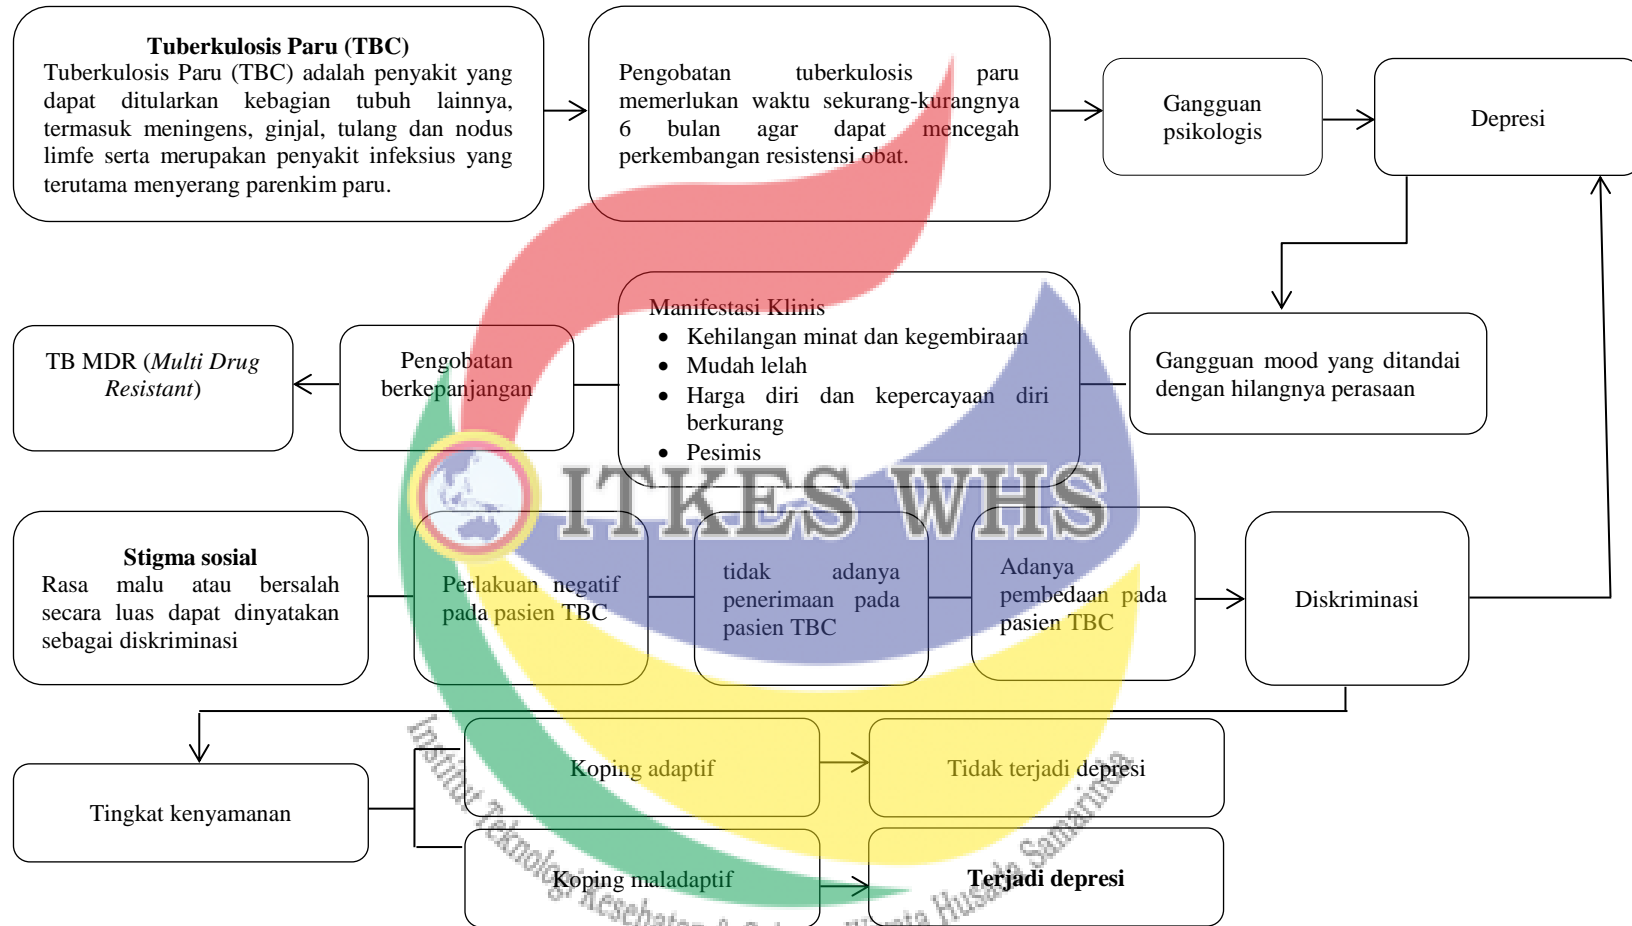 Tuberkulosis Paru (TBC)
Tuberkulosis Paru (TBC) adalah penyakit yang
dapat ditularkan kebagian tubuh lainnya,
termasuk meningens, ginjal, tulang dan nodus
limfe serta merupakan penyakit infeksius yang
terutama menyerang parenkim paru.
Pengobatan tuberkulosis paru
memerlukan waktu sekurang-kurangnya
6 bulan agar dapat mencegah
perkembangan resistensi obat.
Gangguan
psikologis
Depresi
TB MDR (Multi Drug
Resistant)
Pengobatan
berkepanjangan
Manifestasi Klinis
• Kehilangan minat dan kegembiraan
• Mudah lelah
• Harga diri dan kepercayaan diri
berkurang
• Pesimis
Gangguan mood yang ditandai
dengan hilangnya perasaan
ITKES WHS
Stigma sosial
Rasa malu atau bersalah
secara luas dapat dinyatakan
sebagai diskriminasi
Perlakuan negatif
pada pasien TBC
tidak adanya
penerimaan pada
pasien TBC
Adanya
pembedaan pada
pasien TBC
Diskriminasi
Tingkat kenyamanan
Koping adaptif
Tidak terjadi depresi
Koping maladaptif
Terjadi depresi
Institut Teknologi Kesehatan & Husada Samarinda